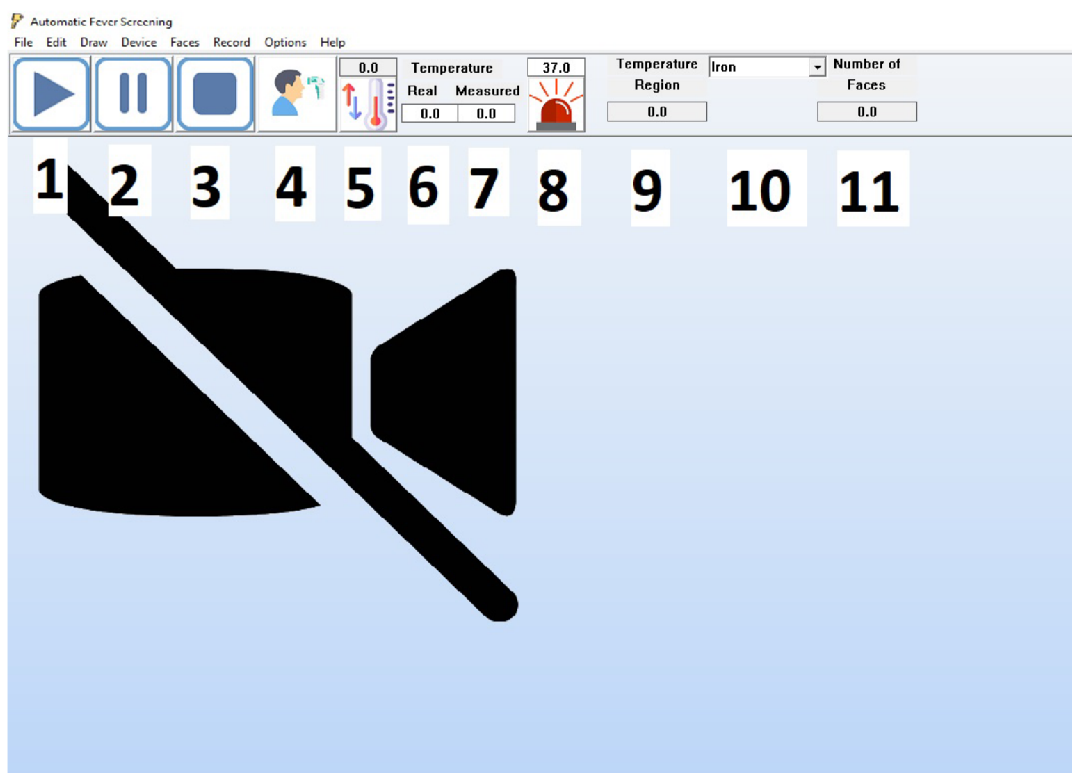 Automatic Fever Screening
File Edit Draw Device Faces Record Options Help
0.0 Temperature 37.0 Temperature Iron Number of
Real Measured Region Faces
0.0 0.0 0.0 0.0
1 2 3 4 5 6 7 8 9 10 11